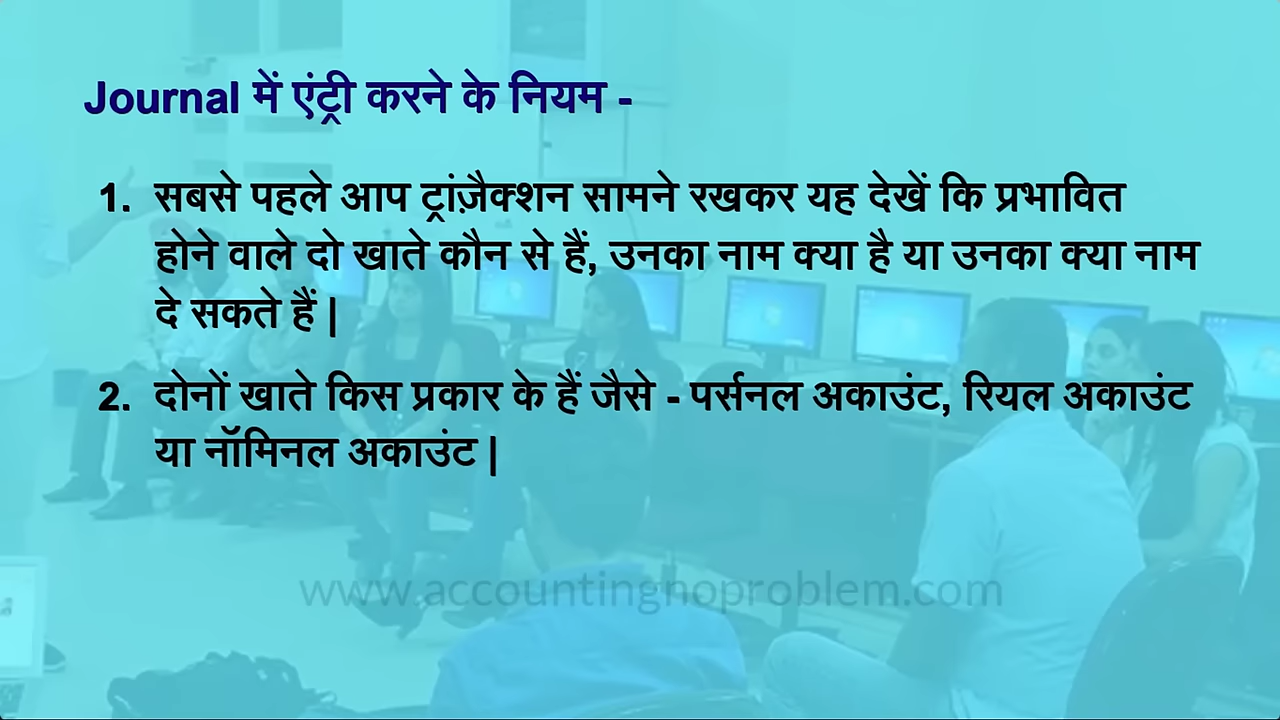 Journal में एंट्री करने के नियम -
1. सबसे पहले आप ट्रांज़ैक्शन सामने रखकर यह देखें कि प्रभावित
होने वाले दो खाते कौन से हैं, उनका नाम क्या है या उनका क्या नाम
दे सकते हैं |
2. दोनों खाते किस प्रकार के हैं जैसे - पर्सनल अकाउंट, रियल अकाउंट
या नॉमिनल अकाउंट |
www.accountingnoproblem.com